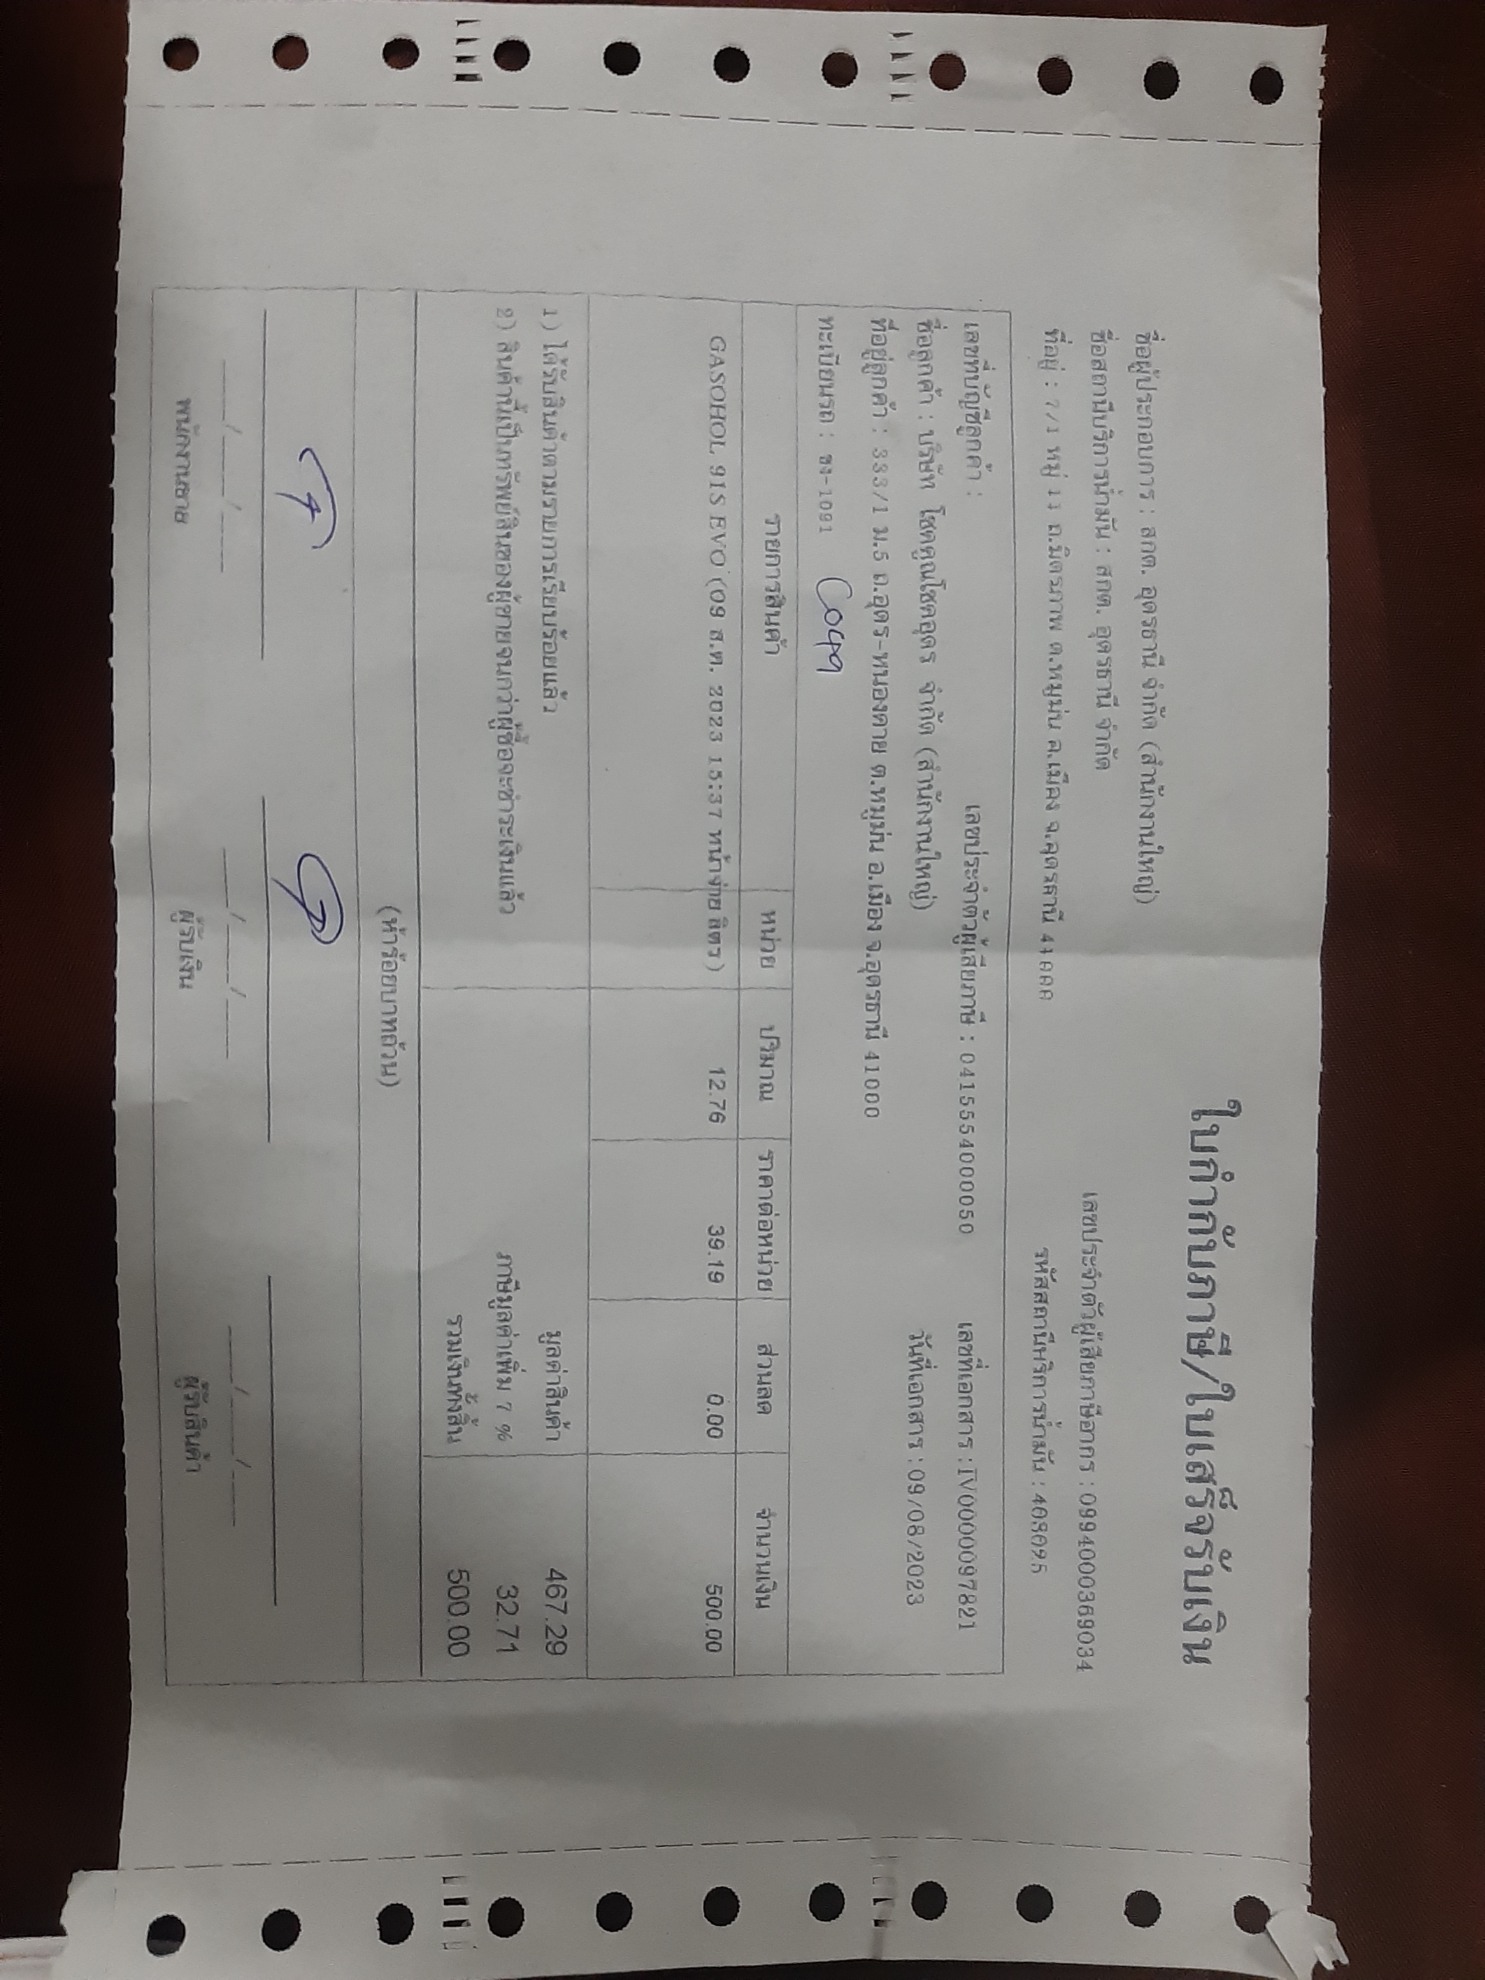 ใบกำกับภาษี/ใบเสร็จรับเงิน
ชื่อผู้ประกอบการ : สกต. อุดรธานี จำกัด (สำนักงานใหญ่)
เลขประจำตัวผู้เสียภาษีอากร : 0994000369034
ชื่อสถานีบริการน้ำมัน : สกต. อุดรธานี จำกัด
รหัสสถานีบริการน้ำมัน :
ที่อยู่ : 7/1 หมู่ 11 ถ.มิตรภาพ ต.หมูม่น อ.เมือง จ.อุดรธานี 41000
เลขที่บัญชีลูกค้า :
เลขประจำตัวผู้เสียภาษี : 0415554000050
เลขที่เอกสาร : IV0000097821
ชื่อลูกค้า : บริษัท โชคคูณโชคอุดร จำกัด (สำนักงานใหญ่)
วันที่เอกสาร : 09/08/2023
ที่อยู่ลูกค้า : 333/1 ม.5 ถ.อุดร-หนองคาย ต.หมูม่น อ.เมือง จ.อุดรธานี 41000
ทะเบียนรถ : ขง-1091
รายการสินค้า หน่วย ปริมาณ ราคาต่อหน่วย ส่วนลด จำนวนเงิน
GASOHOL 91S EVO (09 ส.ค. 2023 15:37 หน้าจ่าย ลิตร) 12.76 39.19 0.00 500.00
1) ได้รับสินค้าตามรายการเรียบร้อยแล้ว
มูลค่าสินค้า 467.29
2) สินค้านี้เป็นทรัพย์สินของผู้ขายจนกว่าผู้ซื้อจะชำระเงินแล้ว
ภาษีมูลค่าเพิ่ม 7 % 32.71
รวมเงินทั้งสิ้น 500.00
(ห้าร้อยบาทถ้วน)
___/___/___ ___/___/___ ___/___/___
พนักงานขาย ผู้รับเงิน ผู้รับสินค้า